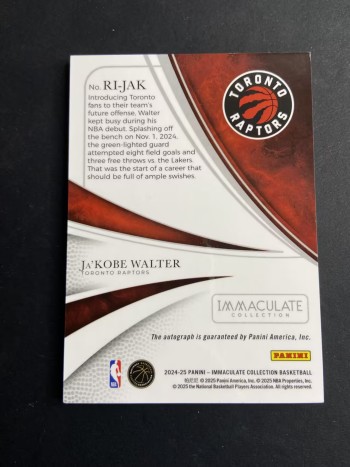 No. RI-JAK
Introducing Toronto
fans to their team's
future offense, Walter
kept busy during his
NBA debut. Splashing off
the bench on Nov. 1, 2024,
the green-lighted guard
attempted eight field goals and
three free throws vs. the Lakers.
That was the start of a career that
should be full of ample swishes.
TORONTO
RAPTORS
JA'KOBE WALTER
TORONTO RAPTORS
IMMACULATE
COLLECTION
The autograph is guaranteed by Panini America, Inc.
PANINI
2024-25 PANINI – IMMACULATE COLLECTION BASKETBALL
© 2025 Panini America, Inc. © 2025 NBA Properties, Inc.
© 2025 the National Basketball Players Association. All rights reserved.